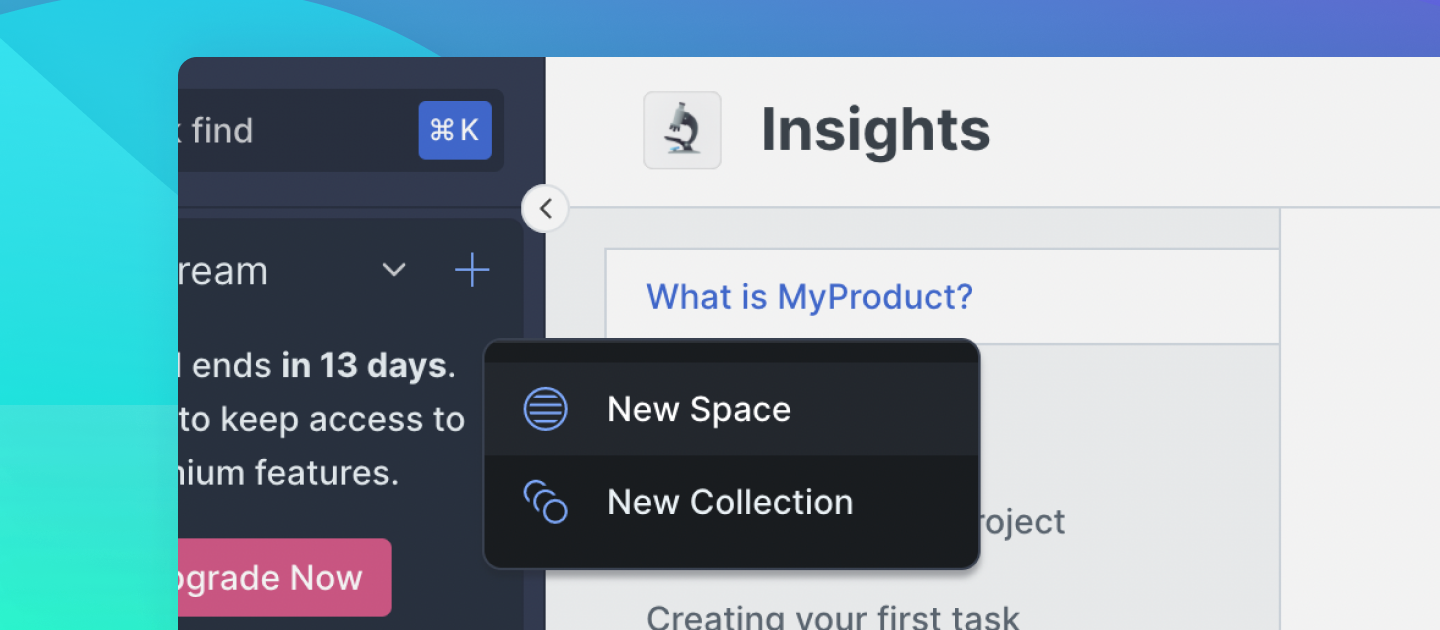 find
⌘ K
Insights
ream
What is MyProduct?
ends in 13 days.
to keep access to
nium features.
New Space
New Collection
roject
pgrade Now
Creating your first task